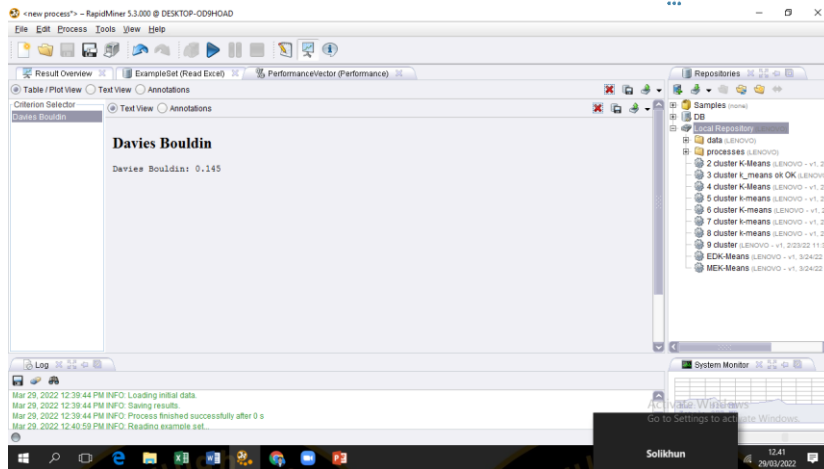 <new process*> – RapidMiner 5.3.000 @ DESKTOP-OD9HOAD
File Edit Process Tools View Help
Result Overview
ExampleSet (Read Excel)
PerformanceVector (Performance)
Repositories
Table / Plot View Text View Annotations
Criterion Selector
Davies Bouldin
Text View Annotations
Davies Bouldin
Davies Bouldin: 0.145
Samples (none)
DB
Local Repository
data (LENOVO)
processes (LENOVO)
2 cluster K-Means (LENOVO - v1, 2
3 cluster k_means ok OK (LENOVO
4 cluster K-Means (LENOVO - v1, 2
5 cluster k-means (LENOVO - v1, 2
6 cluster K-means (LENOVO - v1, 2
7 cluster k-means (LENOVO - v1, 2
8 cluster k-means (LENOVO - v1, 2
9 cluster (LENOVO - v1, 2/23/22 11:
EDK-Means (LENOVO - v1, 3/24/22
MEK-Means (LENOVO - v1, 3/24/22
Log
System Monitor
Mar 29, 2022 12:39:44 PM INFO: Loading initial data.
Mar 29, 2022 12:39:44 PM INFO: Saving results.
Mar 29, 2022 12:39:44 PM INFO: Process finished successfully after 0 s
Mar 29, 2022 12:40:59 PM INFO: Reading example set...
Activate Windows
Go to Settings to activate Windows.
Solikhun
12.41
29/03/2022